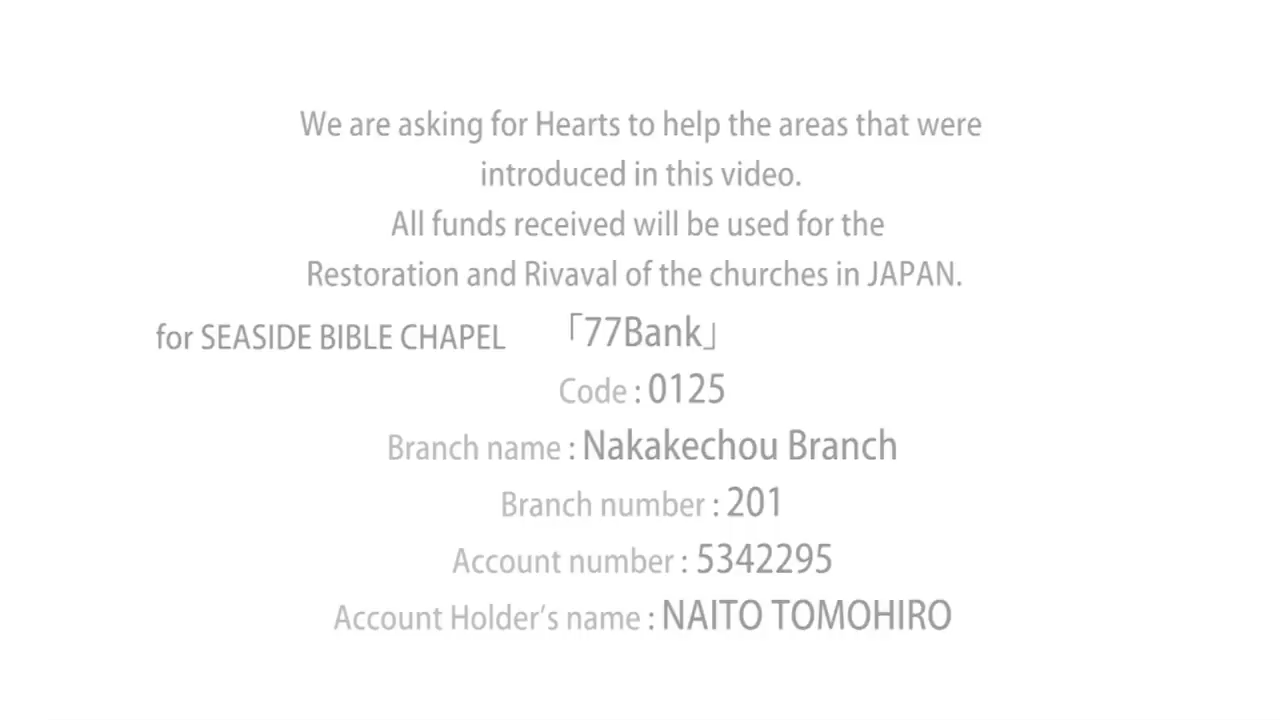 We are asking for Hearts to help the areas that were
introduced in this video.
All funds received will be used for the
Restoration and Rivaval of the churches in JAPAN.
for SEASIDE BIBLE CHAPEL 「77Bank」
Code : 0125
Branch name : Nakakechou Branch
Branch number : 201
Account number : 5342295
Account Holder's name : NAITO TOMOHIRO